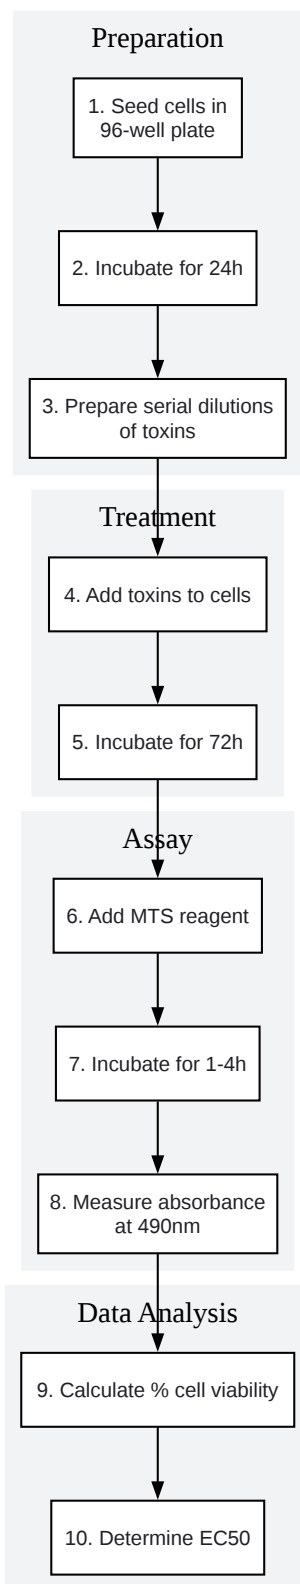 Preparation
1. Seed cells in
96-well plate
2. Incubate for 24h
3. Prepare serial dilutions
of toxins
Treatment
4. Add toxins to cells
5. Incubate for 72h
Assay
6. Add MTS reagent
7. Incubate for 1-4h
8. Measure absorbance
at 490nm
Data Analysis
9. Calculate % cell viability
10. Determine EC50